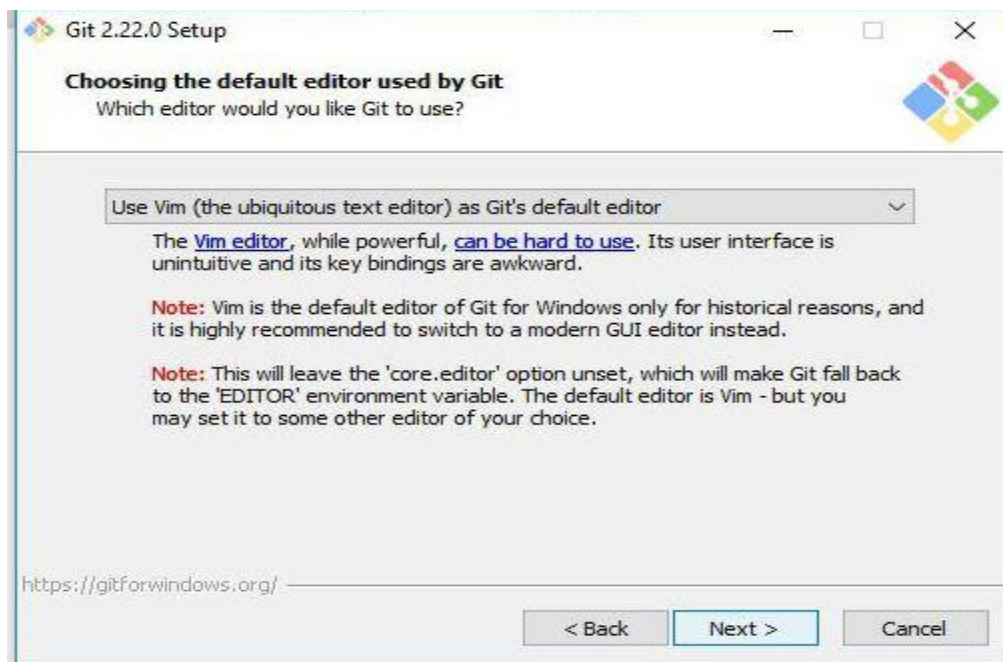 Git 2.22.0 Setup
Choosing the default editor used by Git
Which editor would you like Git to use?
Use Vim (the ubiquitous text editor) as Git's default editor
The Vim editor, while powerful, can be hard to use. Its user interface is
unintuitive and its key bindings are awkward.
Note: Vim is the default editor of Git for Windows only for historical reasons, and
it is highly recommended to switch to a modern GUI editor instead.
Note: This will leave the 'core.editor' option unset, which will make Git fall back
to the 'EDITOR' environment variable. The default editor is Vim - but you
may set it to some other editor of your choice.
https://gitforwindows.org/
< Back Next > Cancel